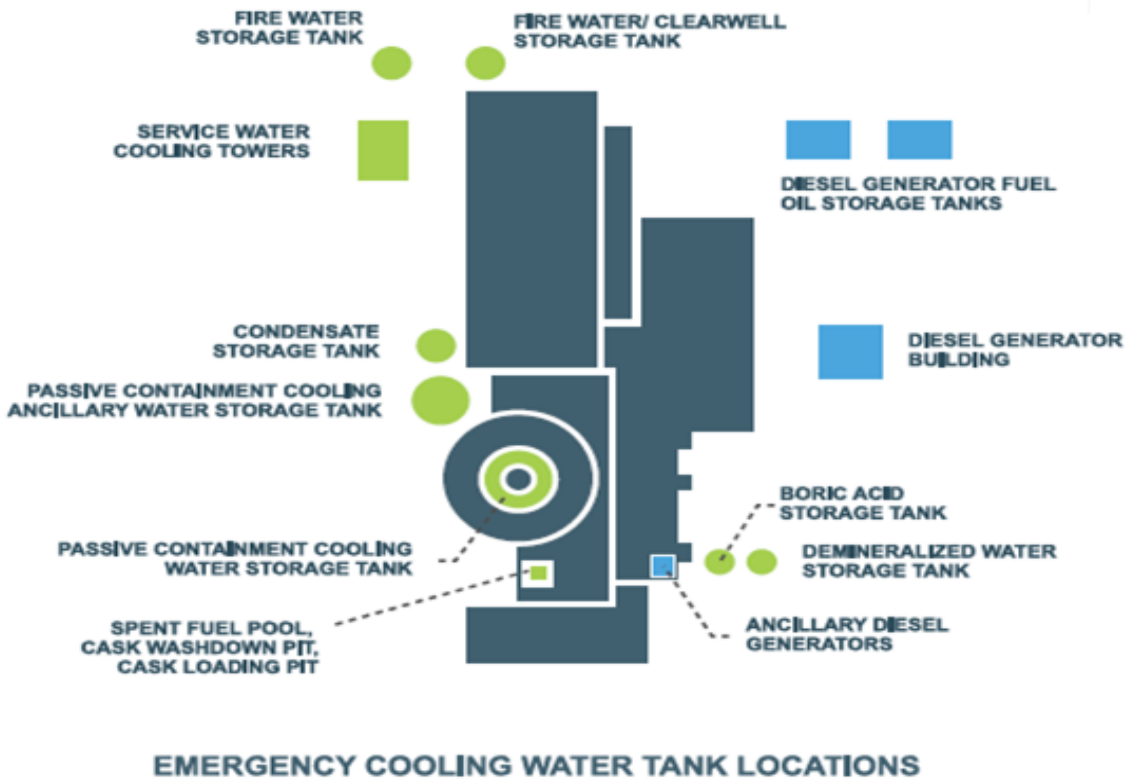 FIRE WATER
STORAGE TANK
FIRE WATER/ CLEARWELL
STORAGE TANK
SERVICE WATER
COOLING TOWERS
DIESEL GENERATOR FUEL
OIL STORAGE TANKS
CONDENSATE
STORAGE TANK
DIESEL GENERATOR
BUILDING
PASSIVE CONTAINMENT COOLING
ANCILLARY WATER STORAGE TANK
BORIC ACID
STORAGE TANK
PASSIVE CONTAINMENT COOLING
WATER STORAGE TANK
DEMINERALIZED WATER
STORAGE TANK
SPENT FUEL POOL,
CASK WASHDOWN PIT,
CASK LOADING PIT
ANCILLARY DIESEL
GENERATORS
EMERGENCY COOLING WATER TANK LOCATIONS